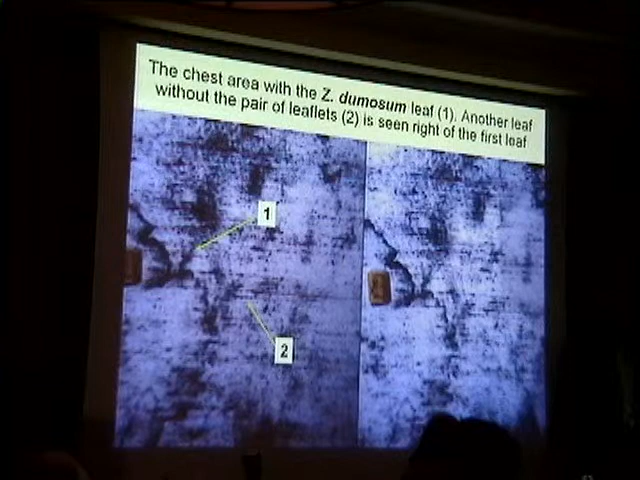 The chest area with the Z. dumosum leaf (1). Another leaf
without the pair of leaflets (2) is seen right of the first leaf
1
2